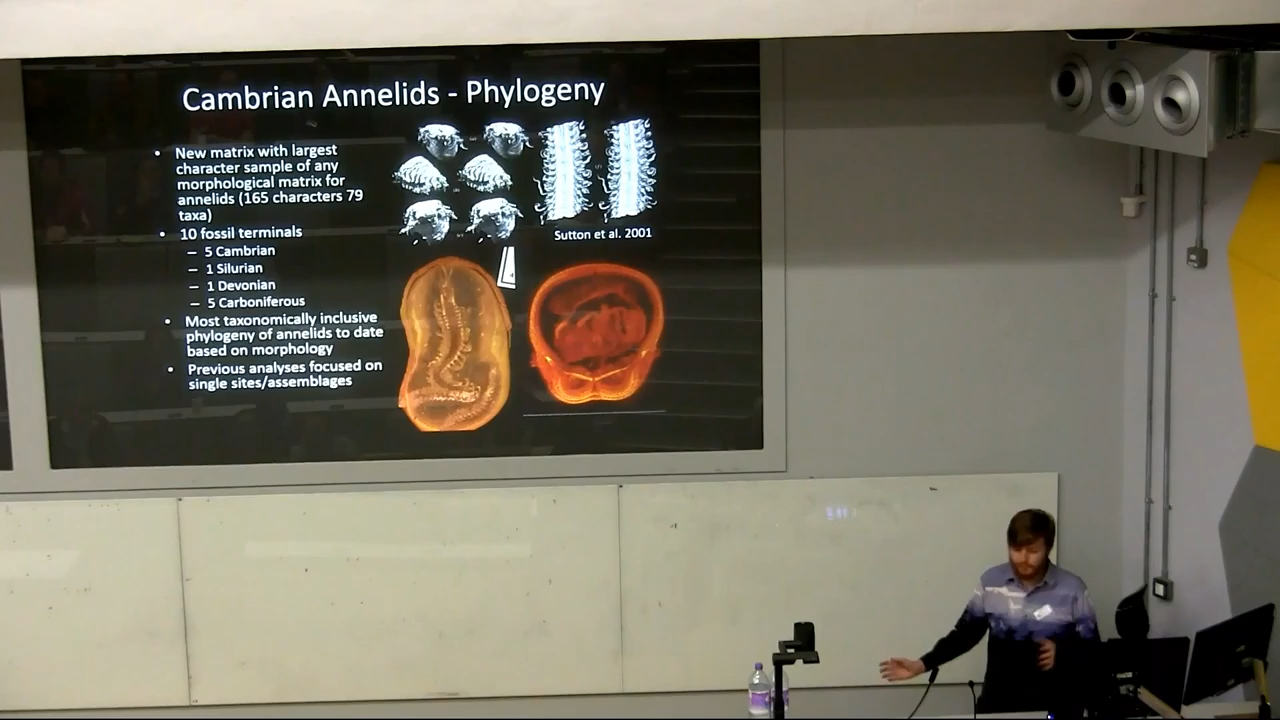 Cambrian Annelids - Phylogeny
• New matrix with largest
character sample of any
morphological matrix for
annelids (165 characters 79
taxa)
• 10 fossil terminals
– 5 Cambrian
– 1 Silurian
– 1 Devonian
– 5 Carboniferous
• Most taxonomically inclusive
phylogeny of annelids to date
based on morphology
• Previous analyses focused on
single sites/assemblages
Sutton et al. 2001